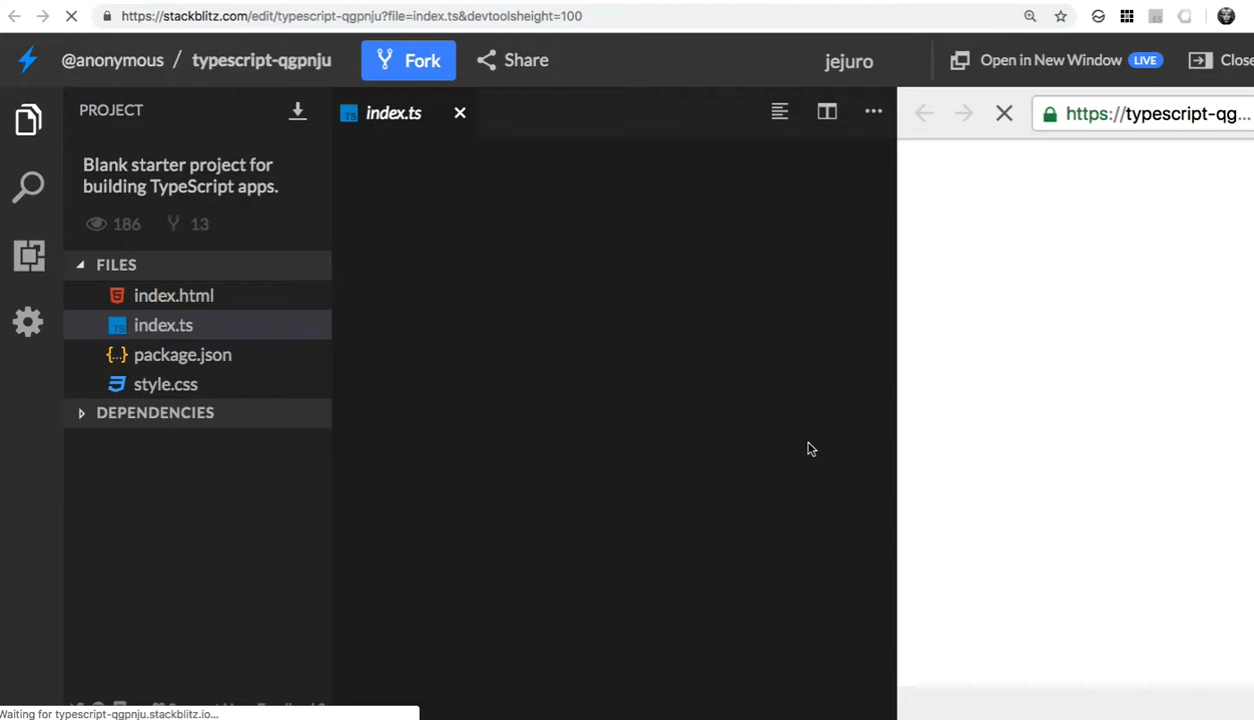 https://stackblitz.com/edit/typescript-qgpnju?file=index.ts&devtoolsheight=100
@anonymous / typescript-qgpnju
Fork
Share
jejuro
Open in New Window LIVE
Close
PROJECT
TS index.ts
https://typescript-qg...
Blank starter project for
building TypeScript apps.
186 13
FILES
index.html
TS index.ts
{..} package.json
style.css
DEPENDENCIES
Waiting for typescript-qgpnju.stackblitz.io...